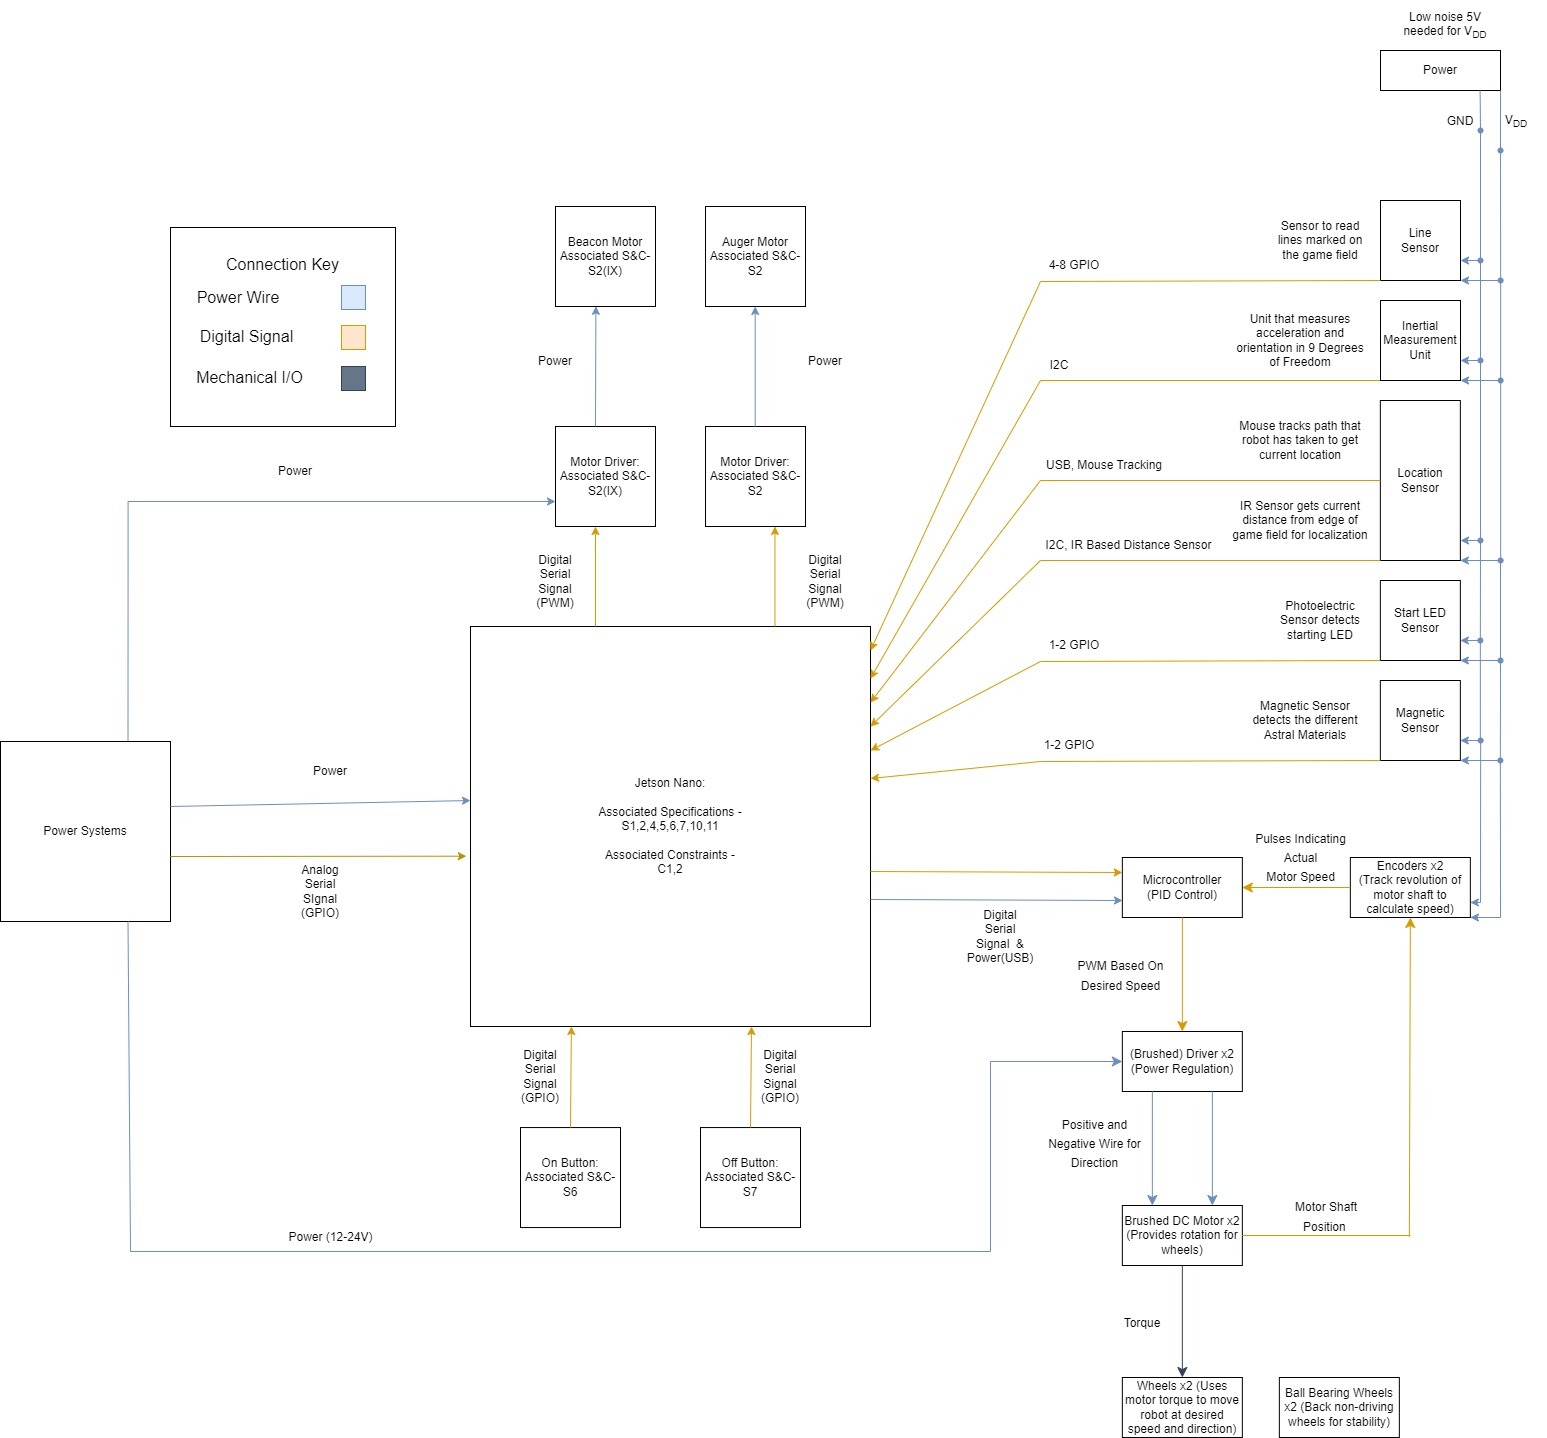 Low noise 5V
needed for VDD
Power
GND
VDD
Connection Key
Power Wire
Digital Signal
Mechanical I/O
Beacon Motor
Associated S&C-
S2(IX)
Auger Motor
Associated S&C-
S2
Power
Power
Motor Driver:
Associated S&C-
S2(IX)
Motor Driver:
Associated S&C-
S2
Power
Digital
Serial
Signal
(PWM)
Digital
Serial
Signal
(PWM)
Sensor to read
lines marked on
the game field
Line
Sensor
4-8 GPIO
Unit that measures
acceleration and
orientation in 9 Degrees
of Freedom
Inertial
Measurement
Unit
I2C
Mouse tracks path that
robot has taken to get
current location
Location
Sensor
USB, Mouse Tracking
IR Sensor gets current
distance from edge of
game field for localization
I2C, IR Based Distance Sensor
Photoelectric
Sensor detects
starting LED
Start LED
Sensor
1-2 GPIO
Magnetic Sensor
detects the different
Astral Materials
Magnetic
Sensor
1-2 GPIO
Power Systems
Power
Analog
Serial
SIgnal
(GPIO)
Jetson Nano:
Associated Specifications -
S1,2,4,5,6,7,10,11
Associated Constraints -
C1,2
Digital
Serial
Signal &
Power(USB)
Microcontroller
(PID Control)
Pulses Indicating
Actual
Motor Speed
Encoders x2
(Track revolution of
motor shaft to
calculate speed)
PWM Based On
Desired Speed
(Brushed) Driver x2
(Power Regulation)
Digital
Serial
Signal
(GPIO)
Digital
Serial
Signal
(GPIO)
On Button:
Associated S&C-
S6
Off Button:
Associated S&C-
S7
Positive and
Negative Wire for
Direction
Power (12-24V)
Brushed DC Motor x2
(Provides rotation for
wheels)
Motor Shaft
Position
Torque
Wheels x2 (Uses
motor torque to move
robot at desired
speed and direction)
Ball Bearing Wheels
x2 (Back non-driving
wheels for stability)